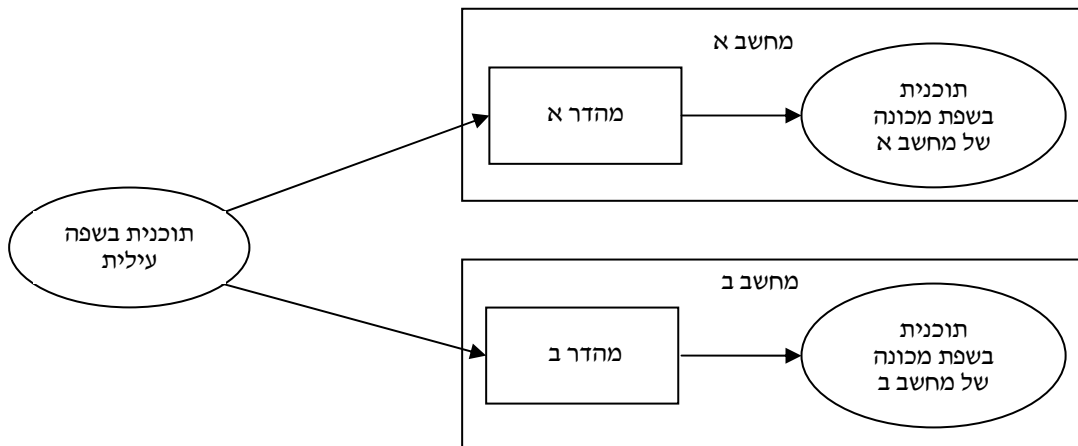 מחשב א
מהדר א
תוכנית
בשפת מכונה
של מחשב א
תוכנית בשפה
עילית
מחשב ב
מהדר ב
תוכנית
בשפת מכונה
של מחשב ב